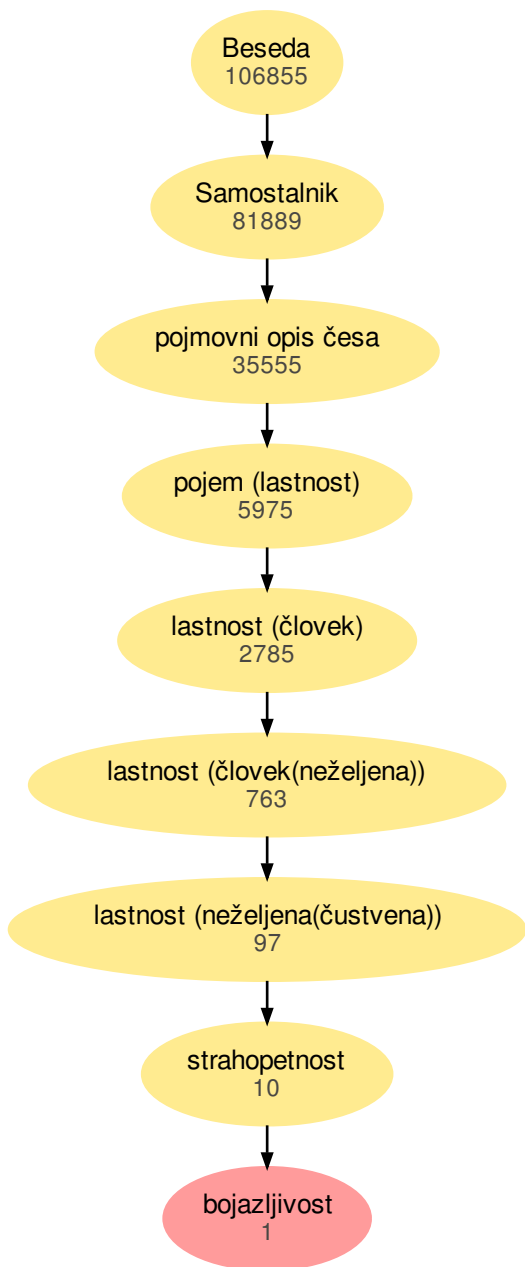 Beseda
106855
Samostalnik
81889
pojmovni opis česa
35555
pojem (lastnost)
5975
lastnost (človek)
2785
lastnost (človek(neželjena))
763
lastnost (neželjena(čustvena))
97
strahopetnost
10
bojazljivost
1